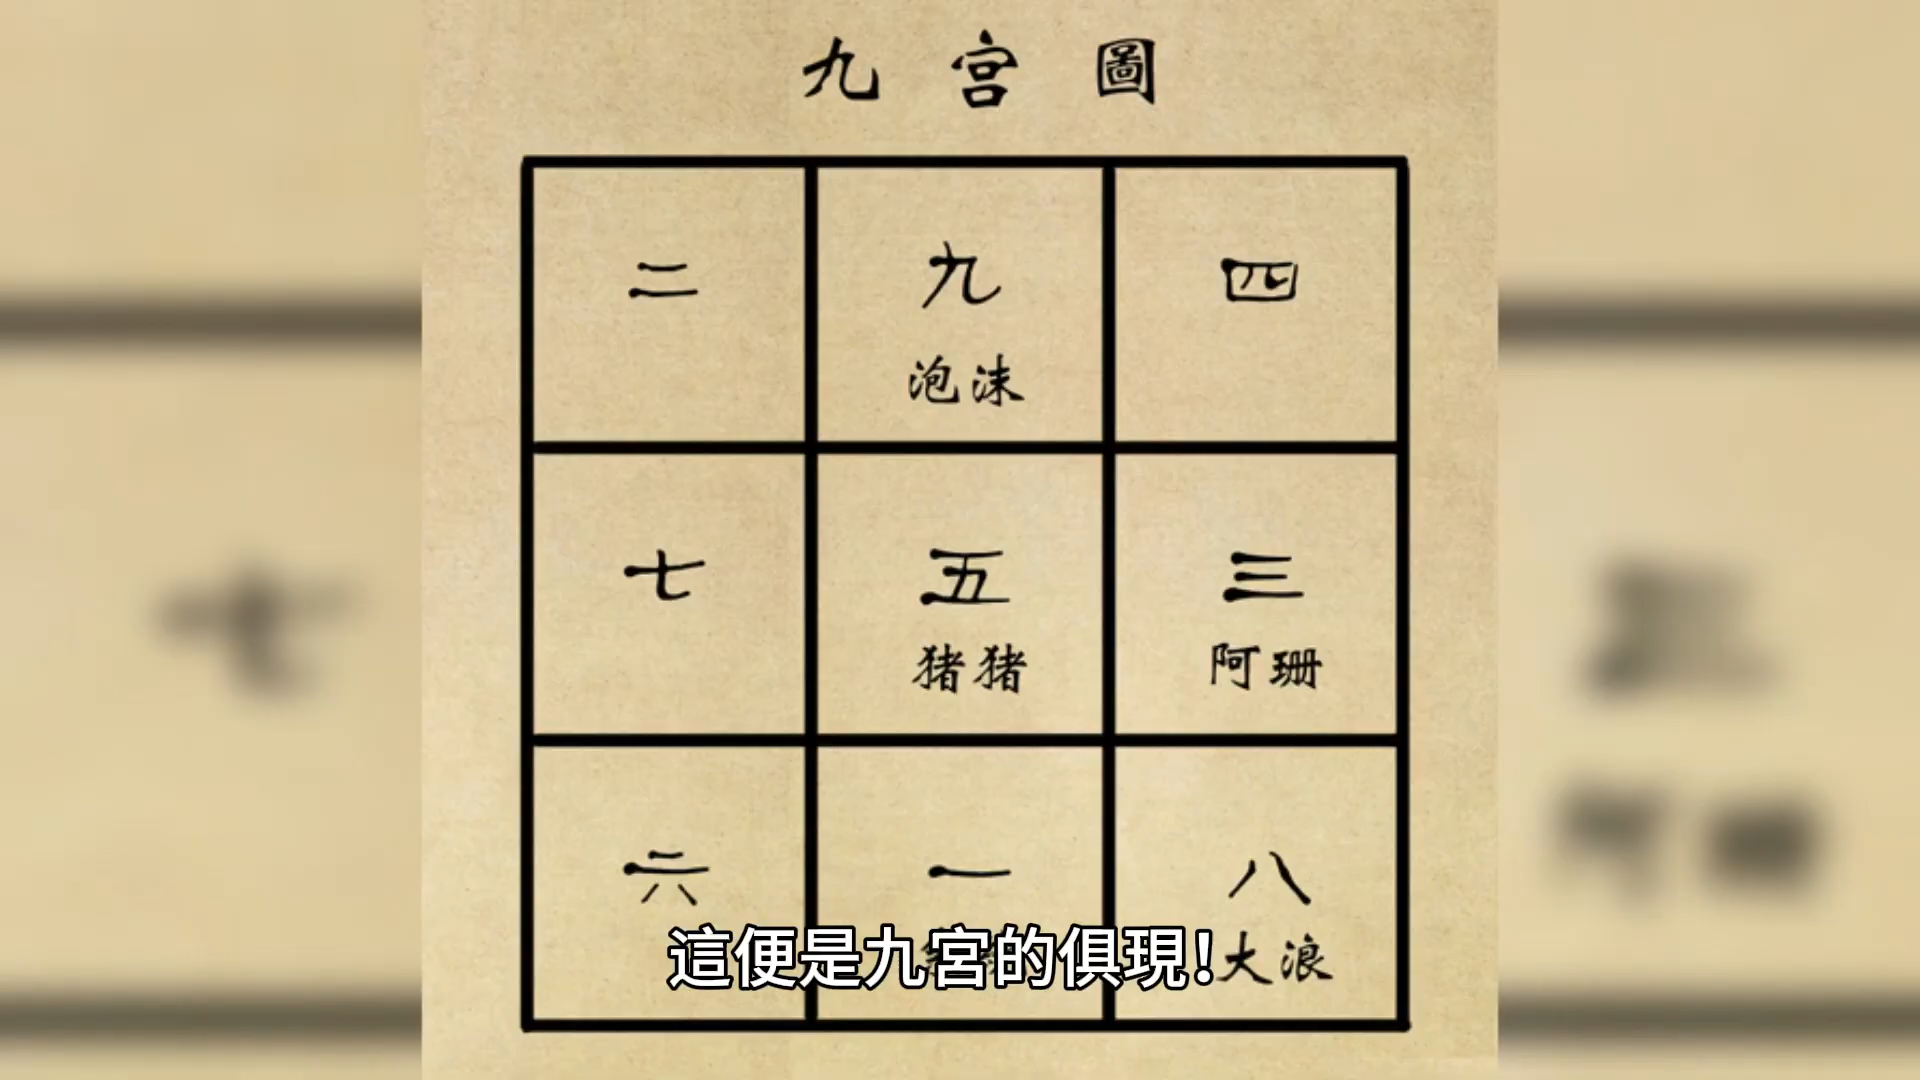 九宫圖
二 九 四
泡沫
七 五 三
猪猪 阿珊
六 一 八
大浪
這便是九宮的俱現!